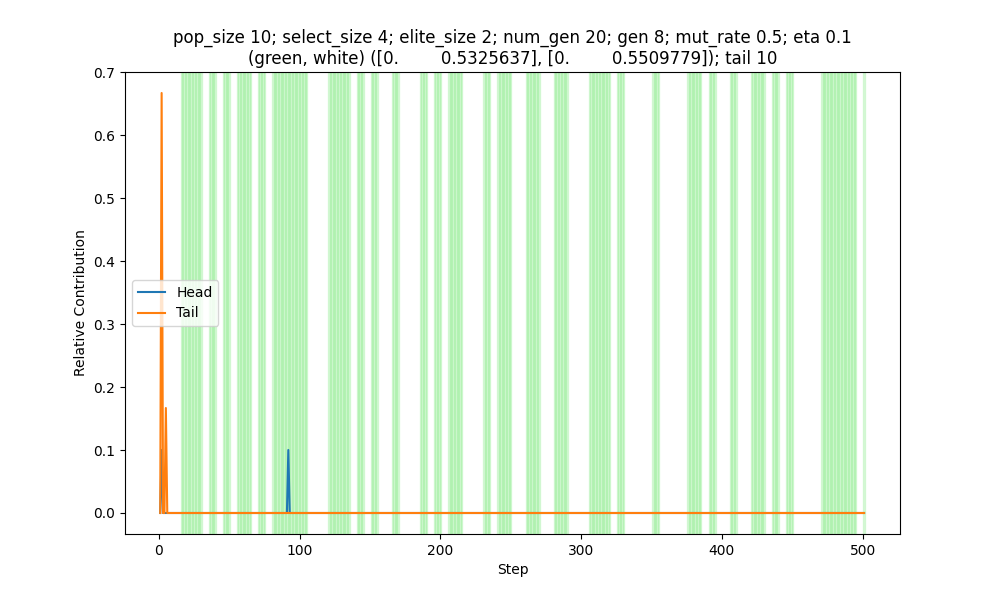 pop_size 10; select_size 4; elite_size 2; num_gen 20; gen 8; mut_rate 0.5; eta 0.1
(green, white) ([0. 0.5325637], [0. 0.5509779]); tail 10
0.7
0.6
0.5
0.4
0.3
0.2
0.1
0.0
Relative Contribution
Head
Tail
0 100 200 300 400 500
Step